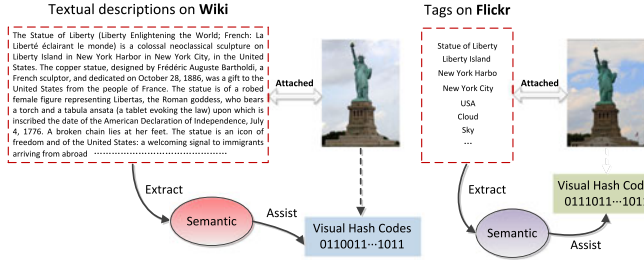 Textual descriptions on Wiki
The Statue of Liberty (Liberty Enlightening the World; French: La
Liberté éclairant le monde) is a colossal neoclassical sculpture on
Liberty Island in New York Harbor in New York City, in the United
States. The copper statue, designed by Frédéric Auguste Bartholdi, a
French sculptor, and dedicated on October 28, 1886, was a gift to the
United States from the people of France. The statue is of a robed
female figure representing Libertas, the Roman goddess, who bears
a torch and a tabula ansata (a tablet evoking the law) upon which is
inscribed the date of the American Declaration of Independence, July
4, 1776. A broken chain lies at her feet. The statue is an icon of
freedom and of the United States: a welcoming signal to immigrants
arriving from abroad ⋯⋯⋯⋯⋯⋯⋯⋯⋯⋯⋯⋯
Attached
Extract
Semantic
Assist
Visual Hash Codes
0110011⋯1011
Tags on Flickr
Statue of Liberty
Liberty Island
New York Harbo
New York City
USA
Cloud
Sky
⋯
Attached
Extract
Semantic
Assist
Visual Hash Cod
0111011⋯101